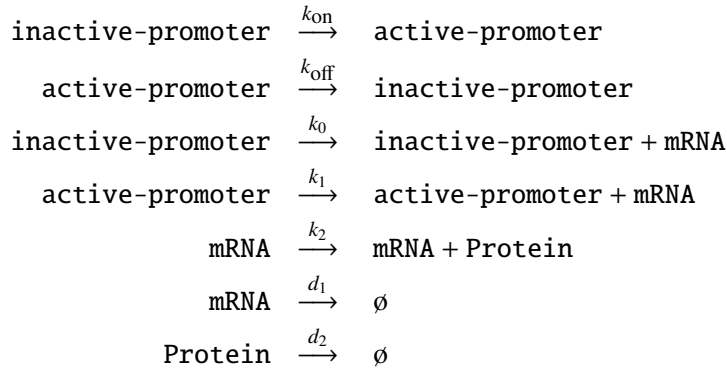 inactive-promoter k_on ⟶ active-promoter
active-promoter k_off ⟶ inactive-promoter
inactive-promoter k_0 ⟶ inactive-promoter + mRNA
active-promoter k_1 ⟶ active-promoter + mRNA
mRNA k_2 ⟶ mRNA + Protein
mRNA d_1 ⟶ ø
Protein d_2 ⟶ ø